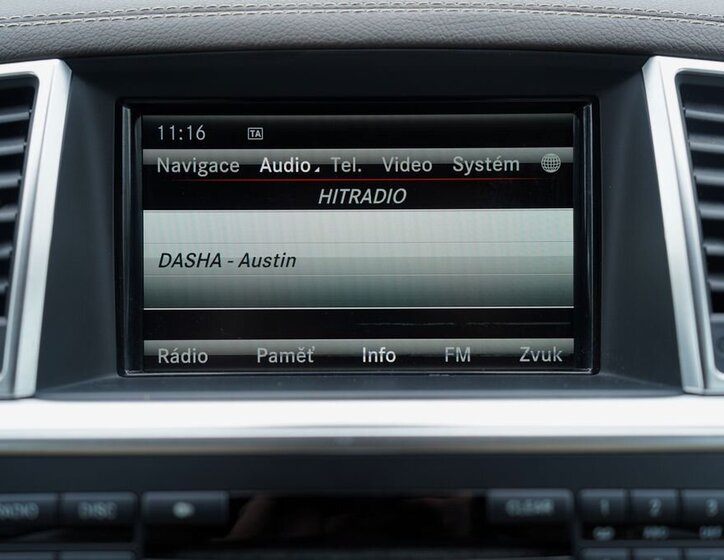 11:16 TA
Navigace Audio Tel. Video Systém
HITRADIO
DASHA - Austin
Rádio Paměť Info FM Zvuk
DISC CLEAR 1 2 3